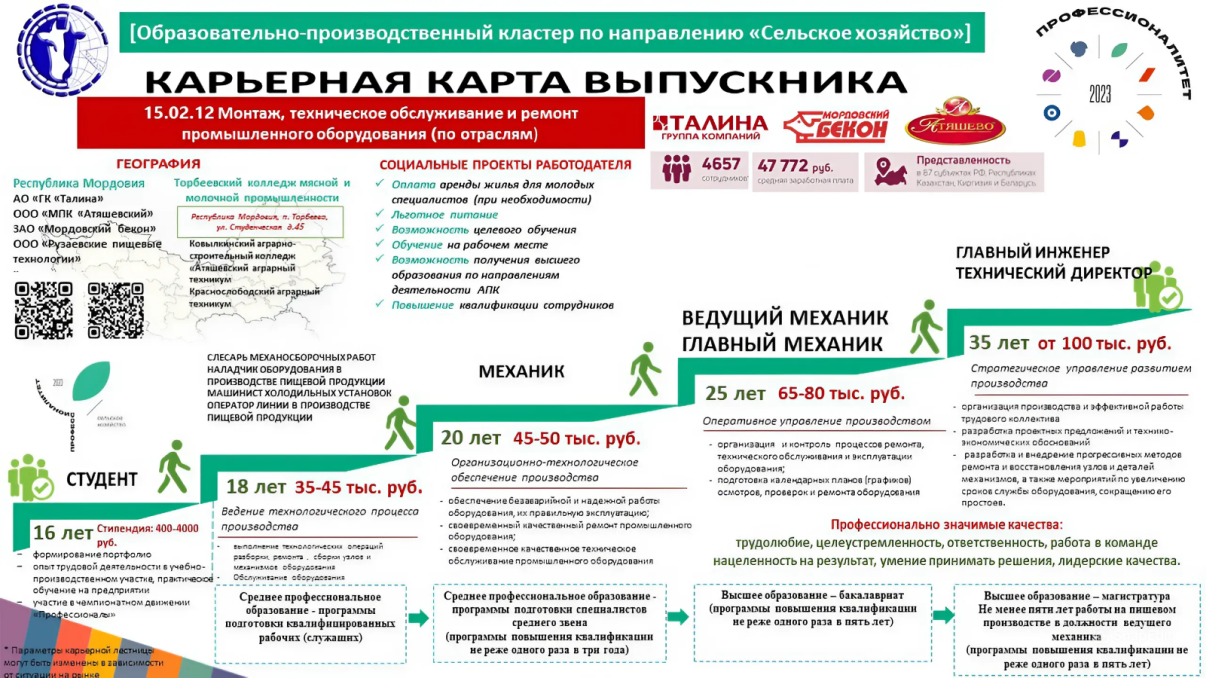 [Образовательно-производственный кластер по направлению «Сельское хозяйство»]
ПРОФЕССИОНАЛИТЕТ
2023
КАРЬЕРНАЯ КАРТА ВЫПУСКНИКА
15.02.12 Монтаж, техническое обслуживание и ремонт
промышленного оборудования (по отраслям)
ТАЛИНА
ГРУППА КОМПАНИЙ
МОРДОВСКИЙ
БЕКОН
АТЯШЕВО
4657
сотрудников
47 772 руб.
средняя заработная плата
Представленность
в 87 субъектах РФ, Республиках
Казахстан, Киргизия и Беларусь
ГЕОГРАФИЯ
Республика Мордовия
АО «ГК «Талина»
ООО «МПК «Атяшевский»
ЗАО «Мордовский бекон»
ООО «Рузаевские пищевые
технологии»
Торбеевский колледж мясной и
молочной промышленности
Республика Мордовия, п. Торбеево,
ул. Студенческая д.45
Ковылкинский аграрно-
строительный колледж
«Атяшевский аграрный
техникум
Краснослободский аграрный
техникум
СОЦИАЛЬНЫЕ ПРОЕКТЫ РАБОТОДАТЕЛЯ
✓ Оплата аренды жилья для молодых
специалистов (при необходимости)
✓ Льготное питание
✓ Возможность целевого обучения
✓ Обучение на рабочем месте
✓ Возможность получения высшего
образования по направлениям
деятельности АПК
✓ Повышение квалификации сотрудников
2023
сельское
хозяйство
СТУДЕНТ
16 лет Стипендия: 400-4000
руб.
– формирование портфолио
– опыт трудовой деятельности в учебно-
производственном участке, практическое
обучение на предприятии
– участие в чемпионатном движении
«Профессионалы»
* Параметры карьерной лестницы
могут быть изменены в зависимости
от ситуации на рынке
СЛЕСАРЬ МЕХАНОСБОРОЧНЫХ РАБОТ
НАЛАДЧИК ОБОРУДОВАНИЯ В
ПРОИЗВОДСТВЕ ПИЩЕВОЙ ПРОДУКЦИИ
МАШИНИСТ ХОЛОДИЛЬНЫХ УСТАНОВОК
ОПЕРАТОР ЛИНИИ В ПРОИЗВОДСТВЕ
ПИЩЕВОЙ ПРОДУКЦИИ
18 лет 35-45 тыс. руб.
Ведение технологического процесса
производства
- выполнение технологических операций
разборки, ремонта , сборки узлов и
механизмов оборудования
- Обслуживание оборудования
Среднее профессиональное
образование - программы
подготовки квалифицированных
рабочих (служащих)
МЕХАНИК
20 лет 45-50 тыс. руб.
Организационно-технологическое
обеспечение производства
- обеспечение безаварийной и надежной работы
оборудования, их правильную эксплуатацию;
- своевременный качественный ремонт промышленного
оборудования;
- своевременное качественное техническое
обслуживание промышленного оборудования
Среднее профессиональное образование -
программы подготовки специалистов
среднего звена
(программы повышения квалификации
не реже одного раза в три года)
ВЕДУЩИЙ МЕХАНИК
ГЛАВНЫЙ МЕХАНИК
25 лет 65-80 тыс. руб.
Оперативное управление производством
- организация и контроль процессов ремонта,
технического обслуживания и эксплуатации
оборудования;
- подготовка календарных планов (графиков)
осмотров, проверок и ремонта оборудования
Высшее образование – бакалавриат
(программы повышения квалификации
не реже одного раза в пять лет)
ГЛАВНЫЙ ИНЖЕНЕР
ТЕХНИЧЕСКИЙ ДИРЕКТОР
35 лет от 100 тыс. руб.
Стратегическое управление развитием
производства
- организация производства и эффективной работы
трудового коллектива
- разработка проектных предложений и технико-
экономических обоснований
- разработка и внедрение прогрессивных методов
ремонта и восстановления узлов и деталей
механизмов, а также мероприятий по увеличению
сроков службы оборудования, сокращению его
простоев.
Профессионально значимые качества:
трудолюбие, целеустремленность, ответственность, работа в команде
нацеленность на результат, умение принимать решения, лидерские качества.
Высшее образование – магистратура
Не менее пяти лет работы на пищевом
производстве в должности ведущего
механика
(программы повышения квалификации не
реже одного раза в пять лет)